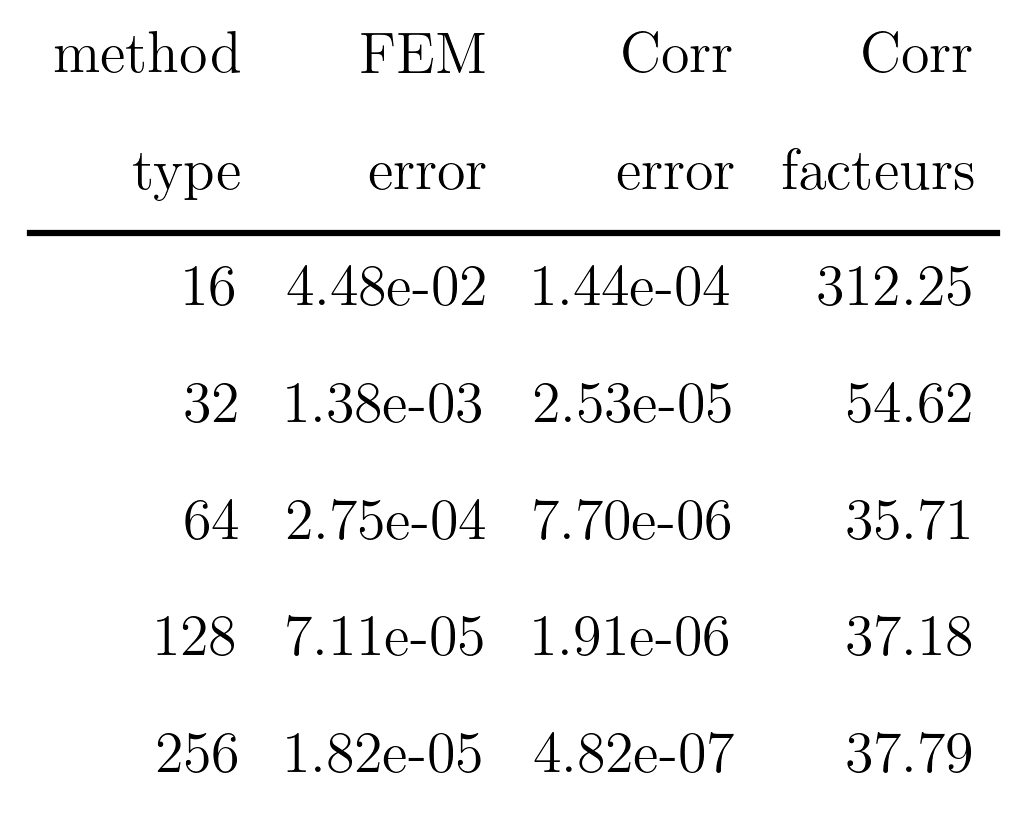 method FEM Corr Corr
type error error facteurs
16 4.48e-02 1.44e-04 312.25
32 1.38e-03 2.53e-05 54.62
64 2.75e-04 7.70e-06 35.71
128 7.11e-05 1.91e-06 37.18
256 1.82e-05 4.82e-07 37.79